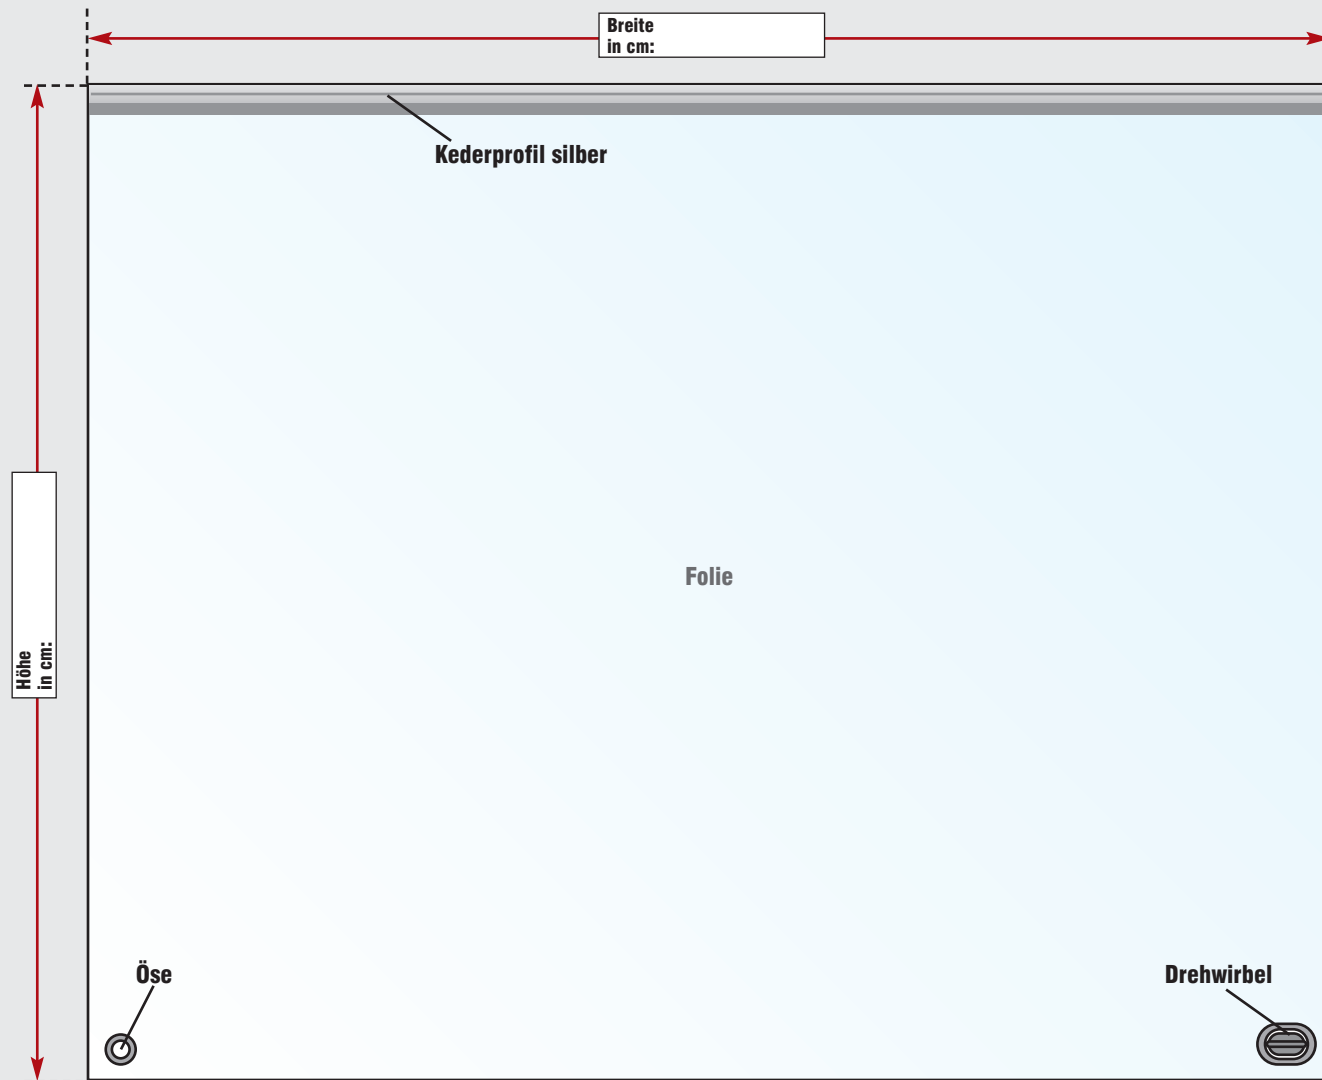 Breite
in cm:
Kederprofil silber
Folie
Höhe
in cm:
Öse
Drehwirbel